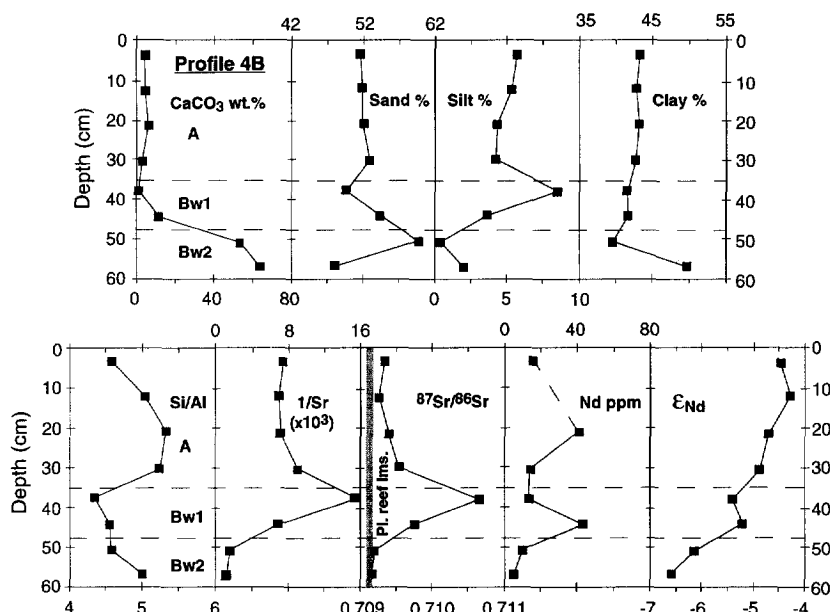 42 52 62 35 45 55
0 0
10 Profile 4B 10
CaCO3 wt.% Sand % Silt % Clay %
20 A 20
Depth (cm)
30 30
40 Bw1 40
50 Bw2 50
60 60
0 40 80 0 5 10
0 8 16 0 40 80
0 0
Si/Al 1/Sr 87Sr/86Sr Nd ppm εNd
10 (x10³) 10
20 A 20
Depth (cm)
Pl. reef lms.
30 30
40 Bw1 40
50 Bw2 50
60 60
4 5 6 0.709 0.710 0.711 -7 -6 -5 -4